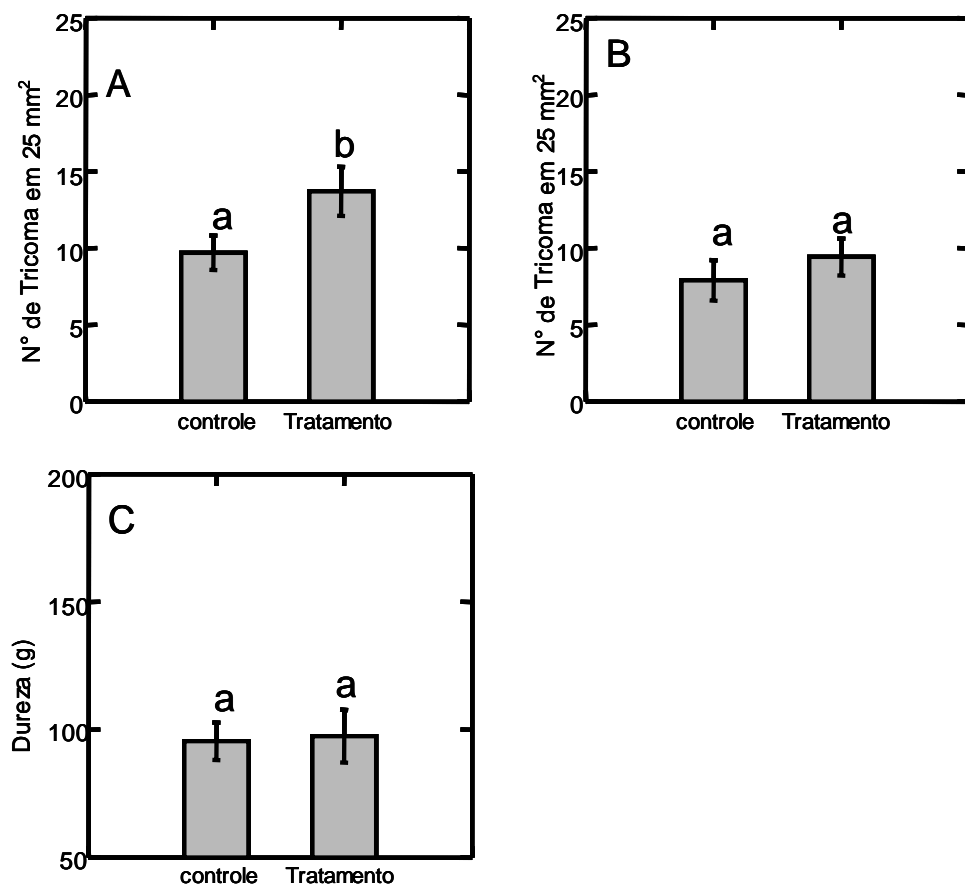 A
N° de Tricoma em 25 mm²
25
20
15
10
5
0
a
b
controle
Tratamento
B
N° de Tricoma em 25 mm²
25
20
15
10
5
0
a
a
controle
Tratamento
C
Dureza (g)
200
150
100
50
a
a
controle
Tratamento